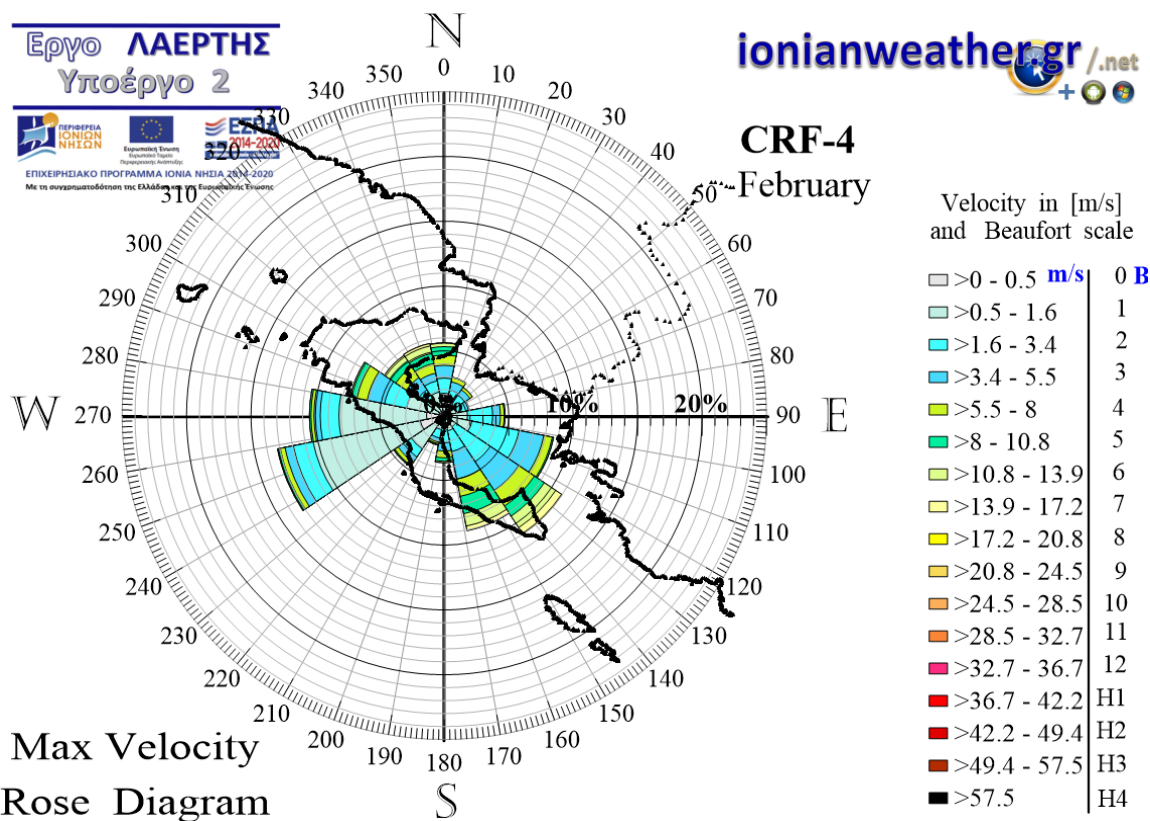 Εργο ΛΑΕΡΤΗΣ
Υποέργο 2
ΠΕΡΙΦΕΡΕΙΑ
ΙΟΝΙΩΝ
ΝΗΣΩΝ
Ευρωπαϊκή Ένωση
Ευρωπαϊκό Ταμείο
Περιφερειακής Ανάπτυξης
ΕΣΠΑ
2014-2020
ΕΠΙΧΕΙΡΗΣΙΑΚΟ ΠΡΟΓΡΑΜΜΑ ΙΟΝΙΑ ΝΗΣΙΑ 2014-2020
Με τη συγχρηματοδότηση της Ελλάδας και της Ευρωπαϊκής Ένωσης
ionianweather.gr /.net
+
CRF-4
February
N
0
10
20
30
40
50
60
70
80
90
E
100
110
120
130
140
150
160
170
180
S
190
200
210
220
230
240
250
260
270
W
280
290
300
310
320
330
340
350
10%
20%
Velocity in [m/s]
and Beaufort scale
m/s B
>0 - 0.5 0
>0.5 - 1.6 1
>1.6 - 3.4 2
>3.4 - 5.5 3
>5.5 - 8 4
>8 - 10.8 5
>10.8 - 13.9 6
>13.9 - 17.2 7
>17.2 - 20.8 8
>20.8 - 24.5 9
>24.5 - 28.5 10
>28.5 - 32.7 11
>32.7 - 36.7 12
>36.7 - 42.2 H1
>42.2 - 49.4 H2
>49.4 - 57.5 H3
>57.5 H4
Max Velocity
Rose Diagram